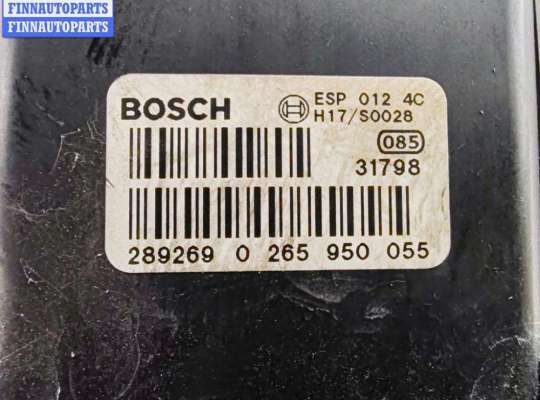 FINNAUTOPARTS
FINNAUTOPARTS
BOSCH
ESP 012 4C
H17/S0028
085
31798
289269 0 265 950 055